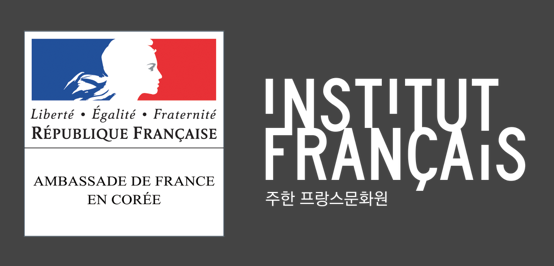 Liberté • Égalité • Fraternité
RÉPUBLIQUE FRANÇAISE
AMBASSADE DE FRANCE
EN CORÉE
INSTITUT
FRANÇAIS
주한 프랑스문화원